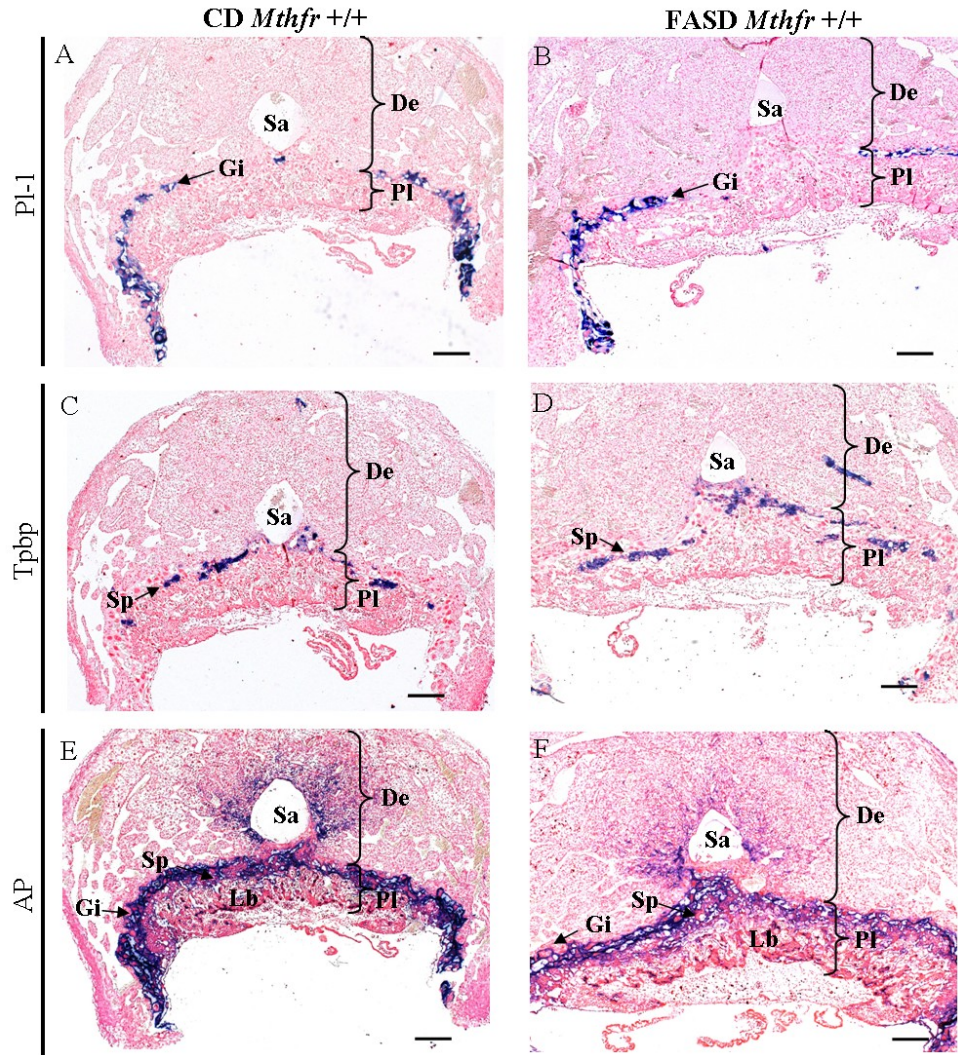 CD Mthfr +/+
FASD Mthfr +/+
Pl-1
A
De
Sa
Gi
Pl
B
De
Sa
Gi
Pl
Tpbp
C
De
Sa
Sp
Pl
D
De
Sa
Sp
Pl
AP
E
De
Sa
Sp
Gi
Lb
Pl
F
De
Sa
Sp
Gi
Lb
Pl